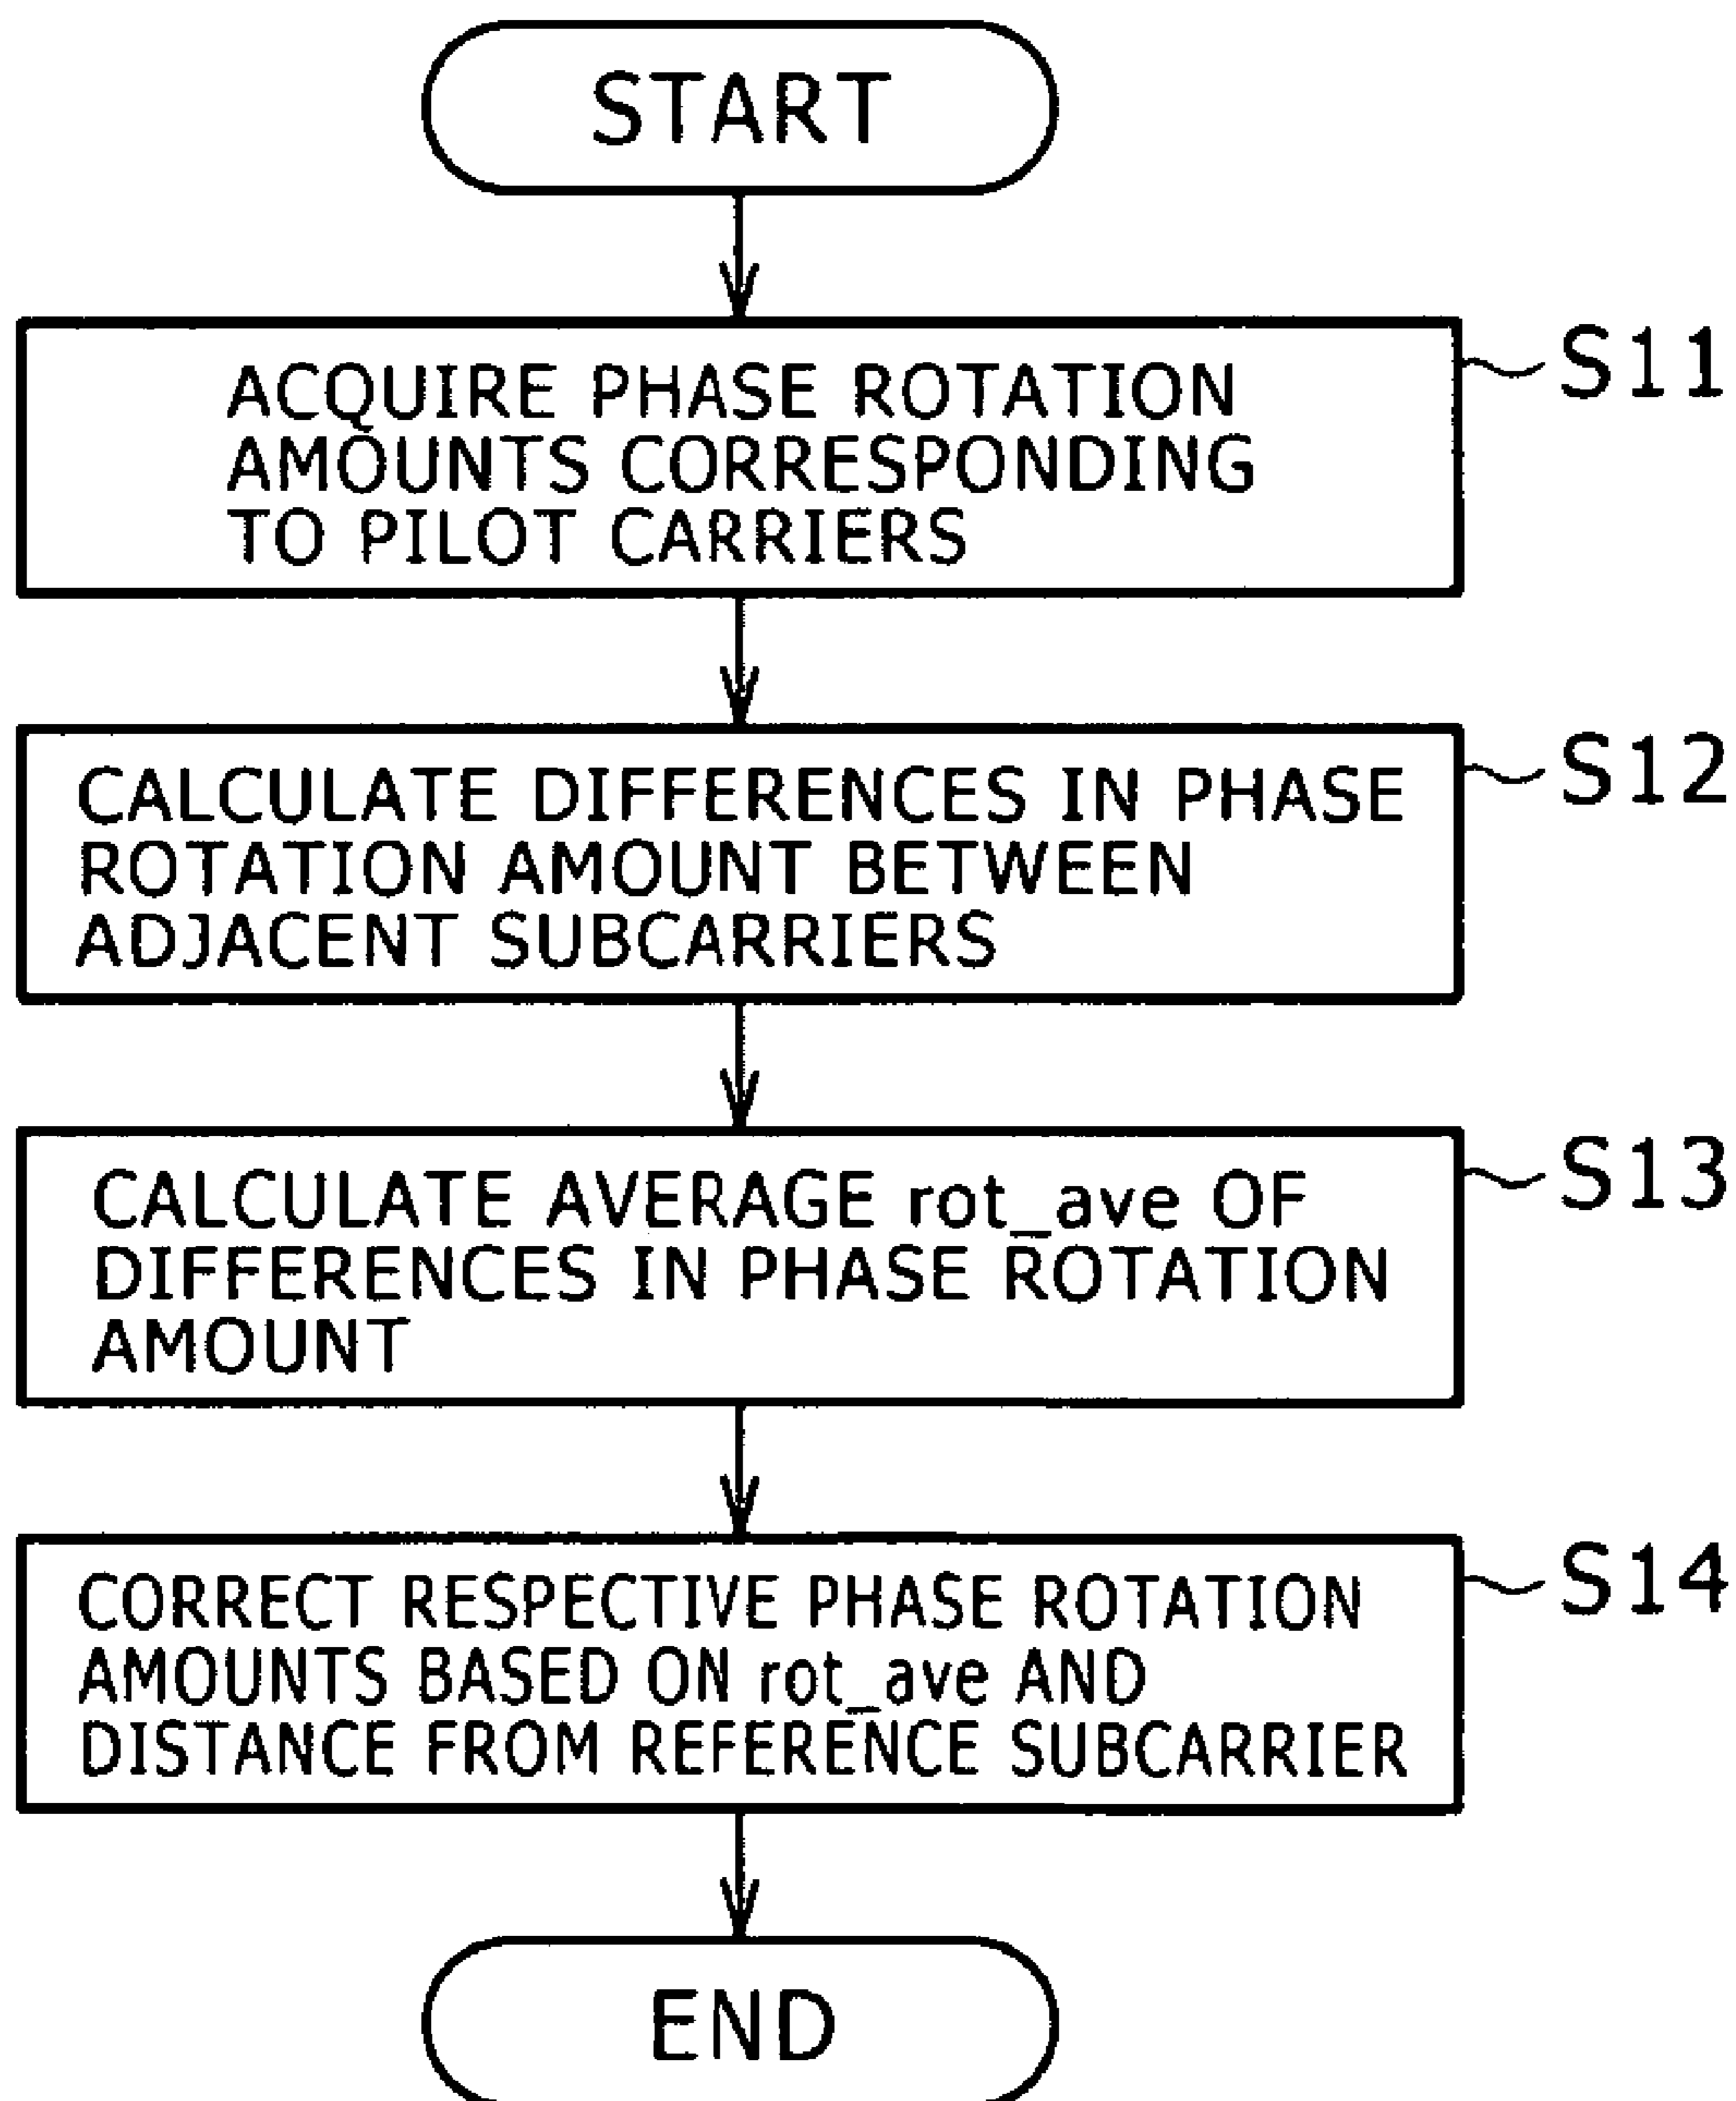 START
ACQUIRE PHASE ROTATION
AMOUNTS CORRESPONDING
TO PILOT CARRIERS
S11
CALCULATE DIFFERENCES IN PHASE
ROTATION AMOUNT BETWEEN
ADJACENT SUBCARRIERS
S12
CALCULATE AVERAGE rot_ave OF
DIFFERENCES IN PHASE ROTATION
AMOUNT
S13
CORRECT RESPECTIVE PHASE ROTATION
AMOUNTS BASED ON rot_ave AND
DISTANCE FROM REFERENCE SUBCARRIER
S14
END